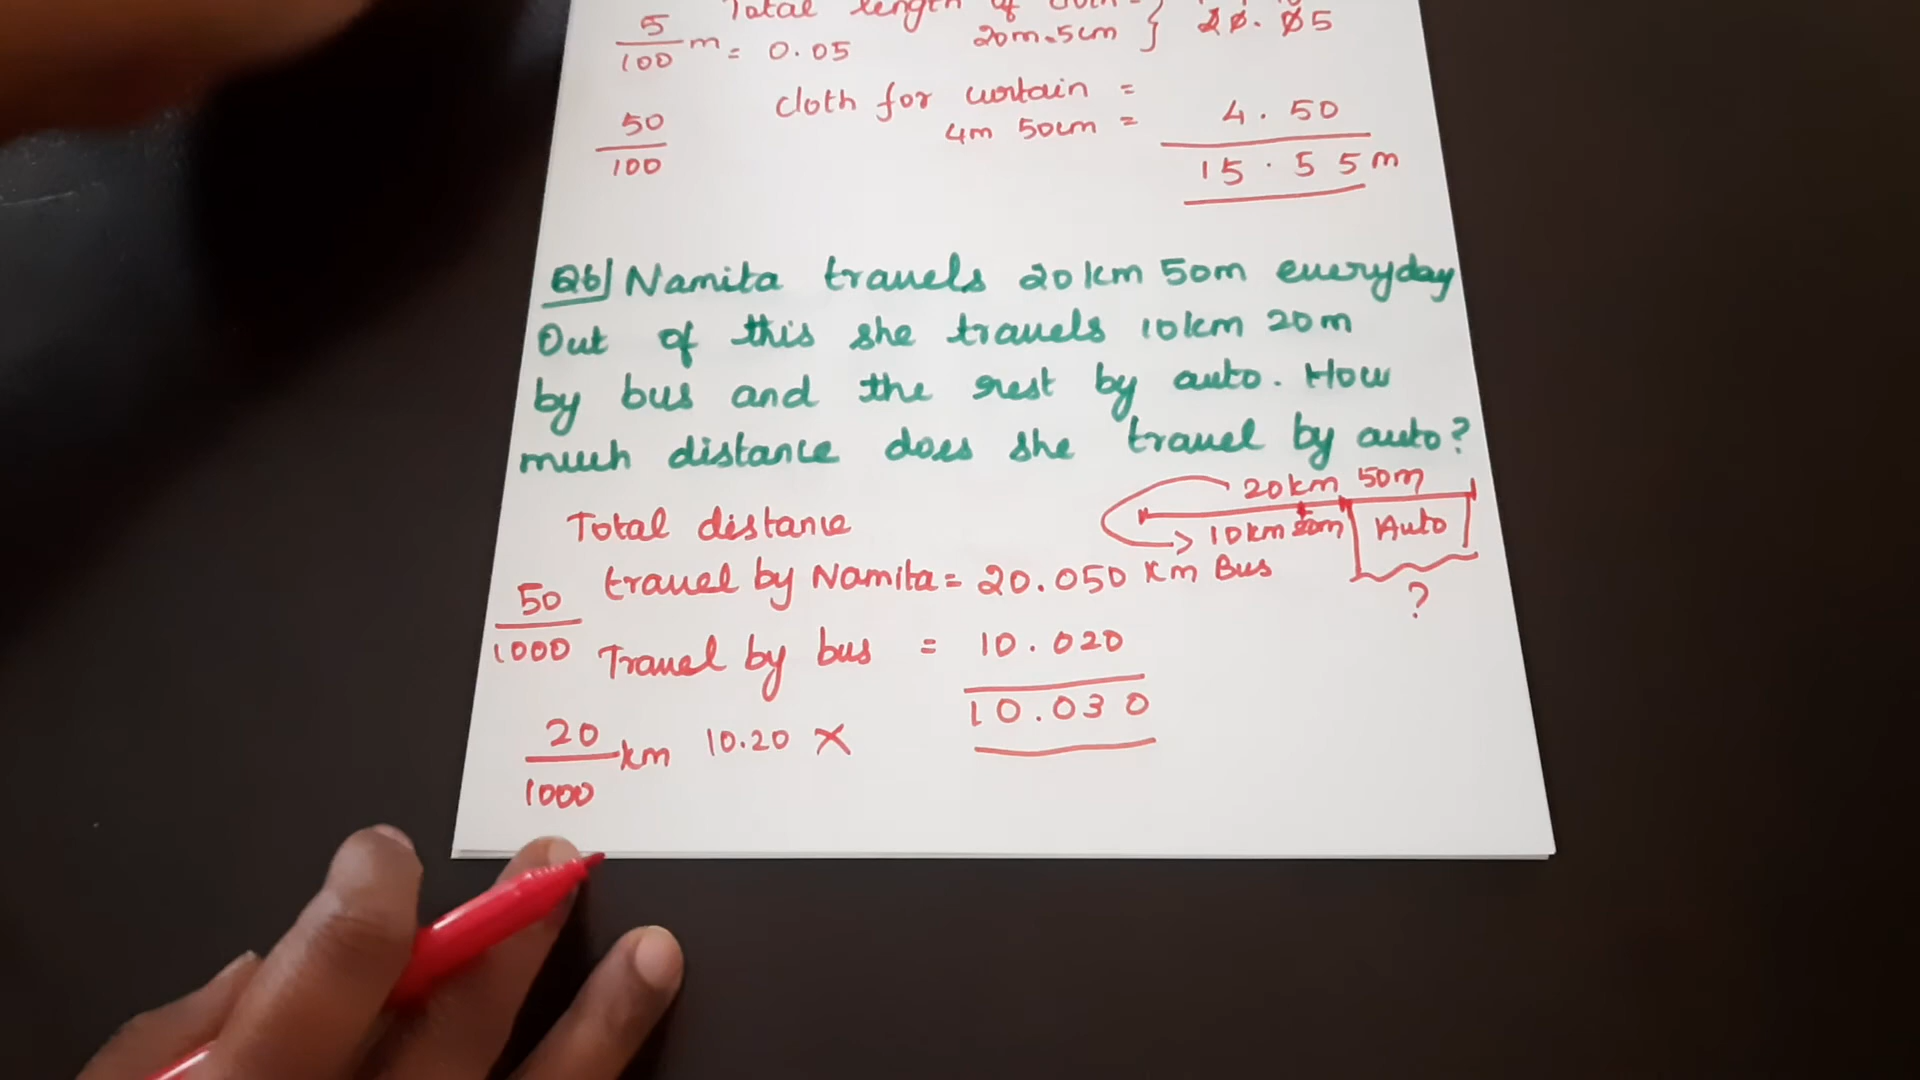 5/100 m = 0.05
Total length of
20m.5cm } 20.05
cloth for curtain =
50/100
4m 50cm = 4.50
15.55m
Q6) Namita travels 20km 50m everyday
Out of this she travels 10km 20m
by bus and the rest by auto. How
much distance does she travel by auto?
20km 50m
10km 20m Auto
Bus
?
Total distance
travel by Namita = 20.050 km
50/1000
Travel by bus = 10.020
10.030
20/1000 km 10.20 X